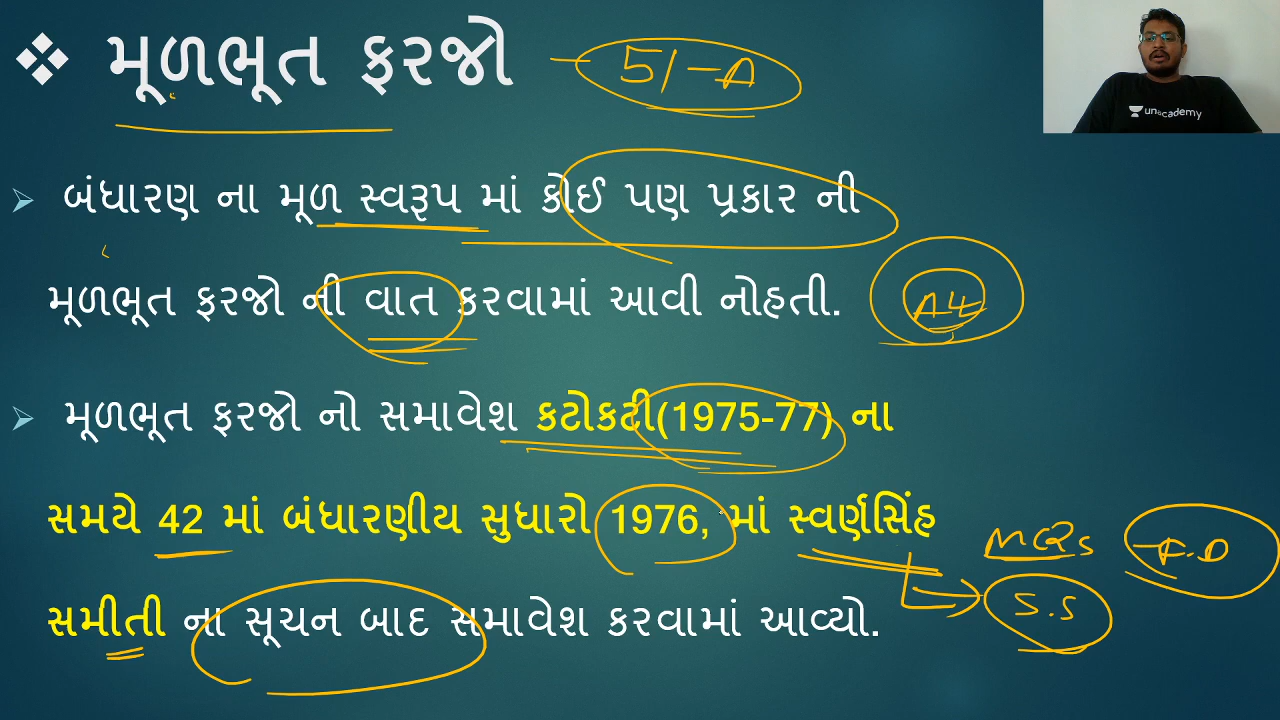 ❖ મૂળભૂત ફરજો - 51-A
unacademy
➢ બંધારણ ના મૂળ સ્વરૂપ માં કોઈ પણ પ્રકાર ની
મૂળભૂત ફરજો ની વાત કરવામાં આવી નોહતી.
➢ મૂળભૂત ફરજો નો સમાવેશ કટોકટી(1975-77) ના
સમયે 42 માં બંધારણીય સુધારો 1976, માં સ્વર્ણસિંહ
MCQs F.D
સમીતી ના સૂચન બાદ સમાવેશ કરવામાં આવ્યો. S.S